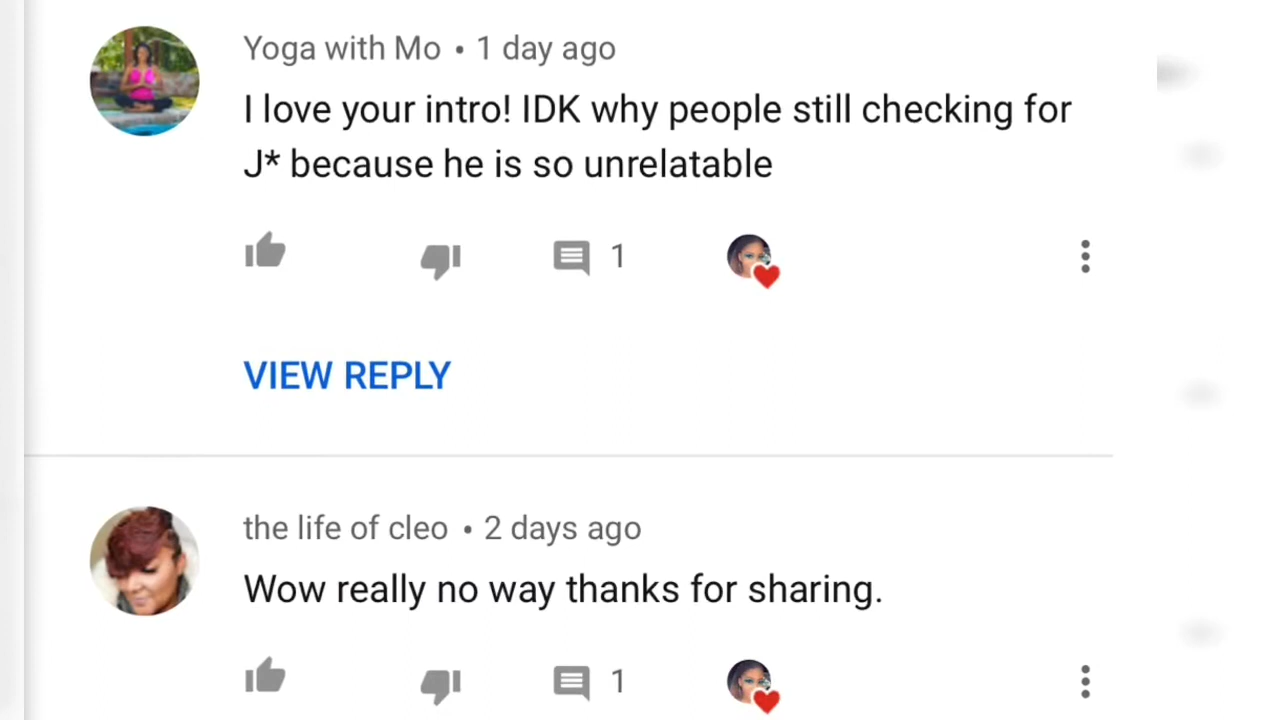 Yoga with Mo • 1 day ago
I love your intro! IDK why people still checking for
J* because he is so unrelatable
1
VIEW REPLY
the life of cleo • 2 days ago
Wow really no way thanks for sharing.
1